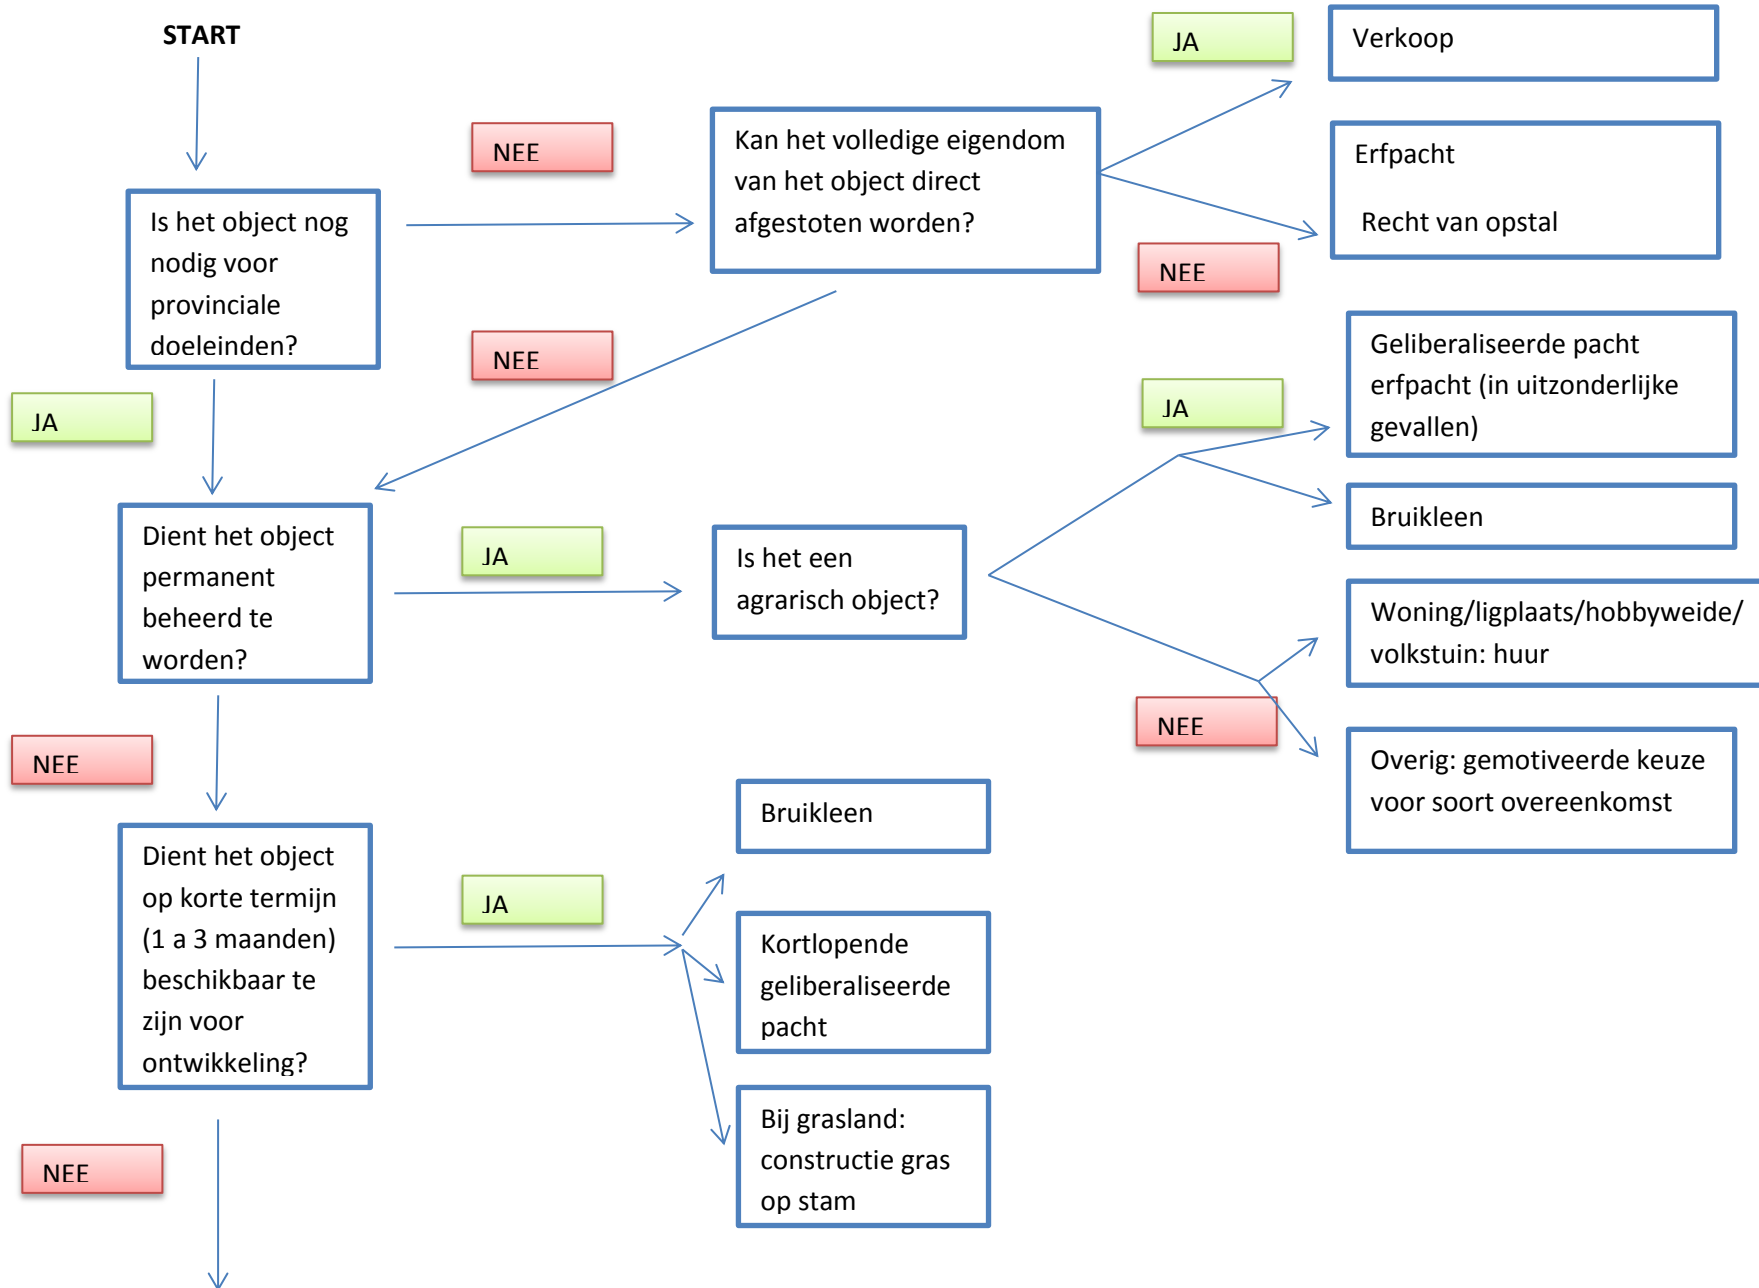 START
JA
Verkoop
NEE
Kan het volledige eigendom
van het object direct
afgestoten worden?
Erfpacht
Recht van opstal
NEE
Is het object nog
nodig voor
provinciale
doeleinden?
NEE
JA
Geliberaliseerde pacht
erfpacht (in uitzonderlijke
gevallen)
JA
Bruikleen
Dient het object
permanent
beheerd te
worden?
JA
Is het een
agrarisch object?
Woning/ligplaats/hobbyweide/
volkstuin: huur
NEE
Overig: gemotiveerde keuze
voor soort overeenkomst
NEE
Dient het object
op korte termijn
(1 a 3 maanden)
beschikbaar te
zijn voor
ontwikkeling?
JA
Bruikleen
Kortlopende
geliberaliseerde
pacht
Bij grasland:
constructie gras
op stam
NEE